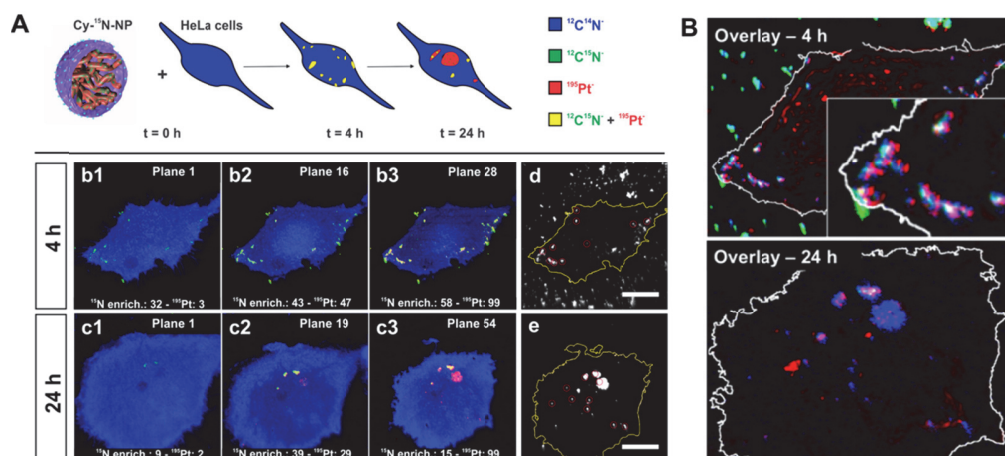 A
Cy-¹⁵N-NP
HeLa cells
+
t = 0 h
t = 4 h
t = 24 h
¹²C¹⁴N⁻
¹²C¹⁵N⁻
¹⁹⁵Pt⁻
¹²C¹⁵N⁻ + ¹⁹⁵Pt⁻
4 h
b1
Plane 1
¹⁵N enrich.: 32 - ¹⁹⁵Pt: 3
b2
Plane 16
¹⁵N enrich.: 43 - ¹⁹⁵Pt: 47
b3
Plane 28
¹⁵N enrich.: 58 - ¹⁹⁵Pt: 99
d
24 h
c1
Plane 1
¹⁵N enrich.: 9 - ¹⁹⁵Pt: 2
c2
Plane 19
¹⁵N enrich.: 39 - ¹⁹⁵Pt: 29
c3
Plane 54
¹⁵N enrich.: 15 - ¹⁹⁵Pt: 99
e
B
Overlay – 4 h
Overlay – 24 h